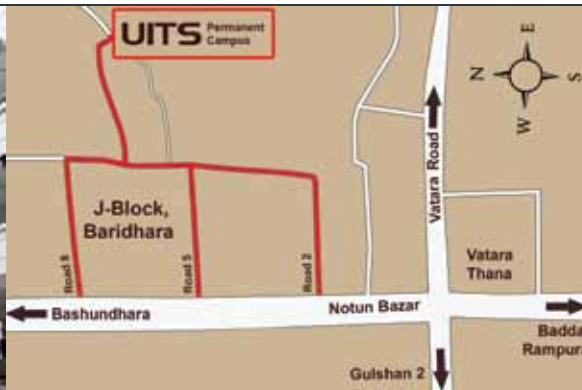 UITS Permanent
Campus
E
N
S
W
Vatara Road
J-Block,
Baridhara
Road 8
Road 5
Road 2
Vatara
Thana
Bashundhara
Notun Bazar
Badda
Rampura
Gulshan 2